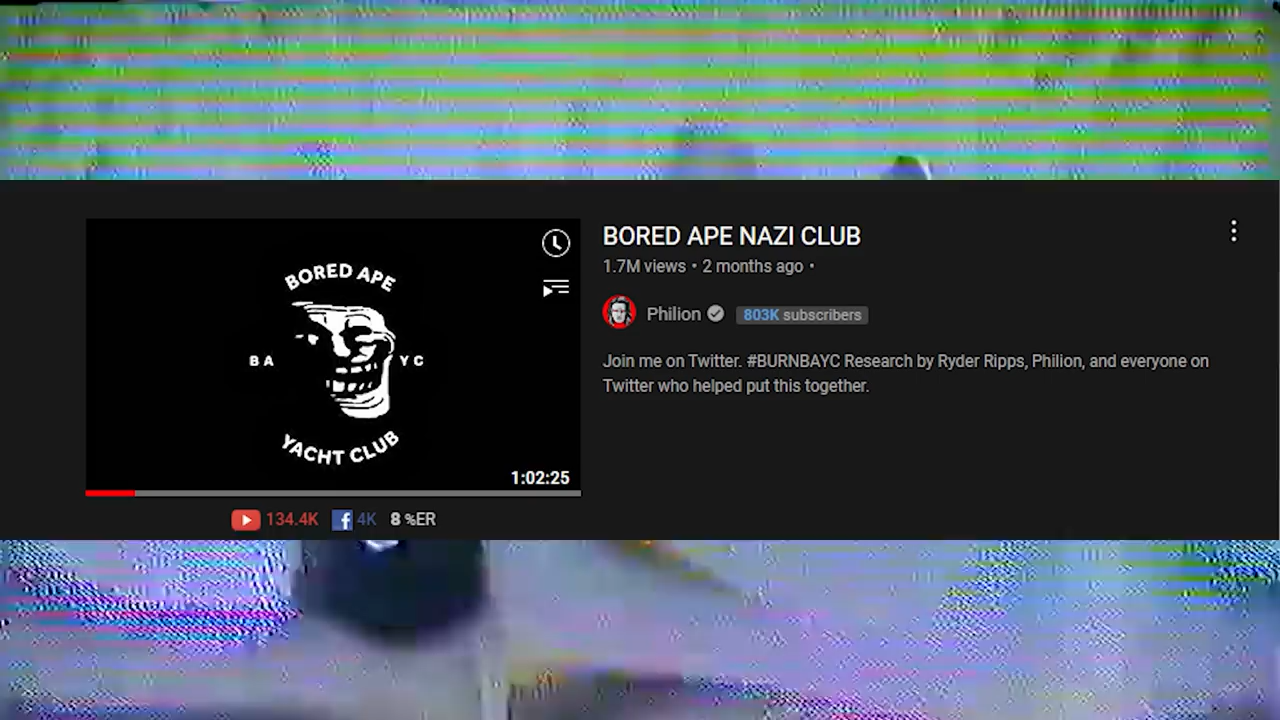 BORED APE
BA YC
YACHT CLUB
1:02:25
134.4K 4K 8 %ER
BORED APE NAZI CLUB
1.7M views • 2 months ago •
Philion 803K subscribers
Join me on Twitter. #BURNBAYC Research by Ryder Ripps, Philion, and everyone on
Twitter who helped put this together.